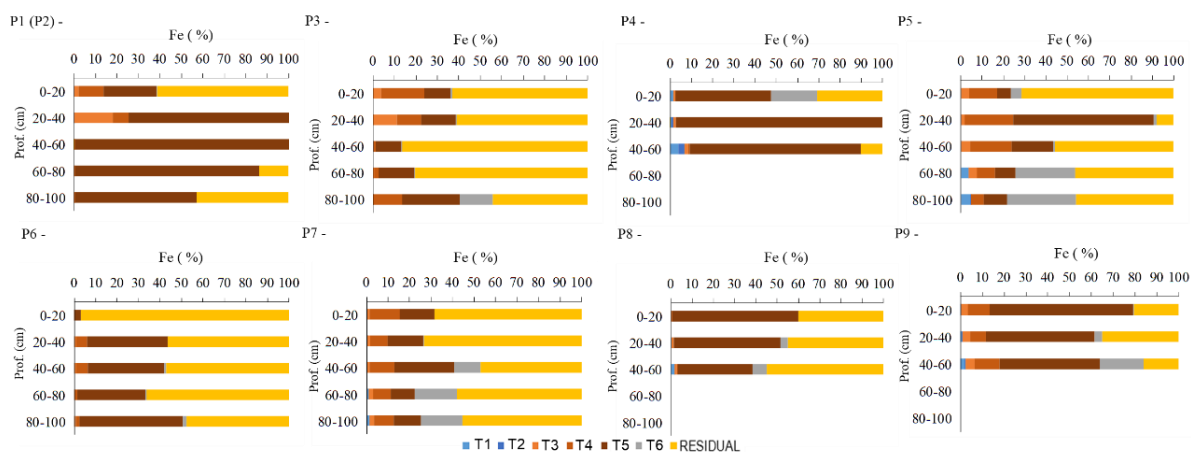 P1 (P2) -
Fe ( %)
0 10 20 30 40 50 60 70 80 90 100
Prof. (cm)
0-20
20-40
40-60
60-80
80-100
P3 -
Fe ( %)
0 10 20 30 40 50 60 70 80 90 100
Prof. (cm)
0-20
20-40
40-60
60-80
80-100
P4 -
Fe ( %)
0 10 20 30 40 50 60 70 80 90 100
Prof. (cm)
0-20
20-40
40-60
60-80
80-100
P5 -
Fe ( %)
0 10 20 30 40 50 60 70 80 90 100
Prof. (cm)
0-20
20-40
40-60
60-80
80-100
P6 -
Fe ( %)
0 10 20 30 40 50 60 70 80 90 100
Prof. (cm)
0-20
20-40
40-60
60-80
80-100
P7 -
Fe ( %)
0 10 20 30 40 50 60 70 80 90 100
Prof. (cm)
0-20
20-40
40-60
60-80
80-100
P8 -
Fe ( %)
0 10 20 30 40 50 60 70 80 90 100
Prof. (cm)
0-20
20-40
40-60
60-80
80-100
P9 -
Fe ( %)
0 10 20 30 40 50 60 70 80 90 100
Prof. (cm)
0-20
20-40
40-60
60-80
80-100
T1 T2 T3 T4 T5 T6 RESIDUAL